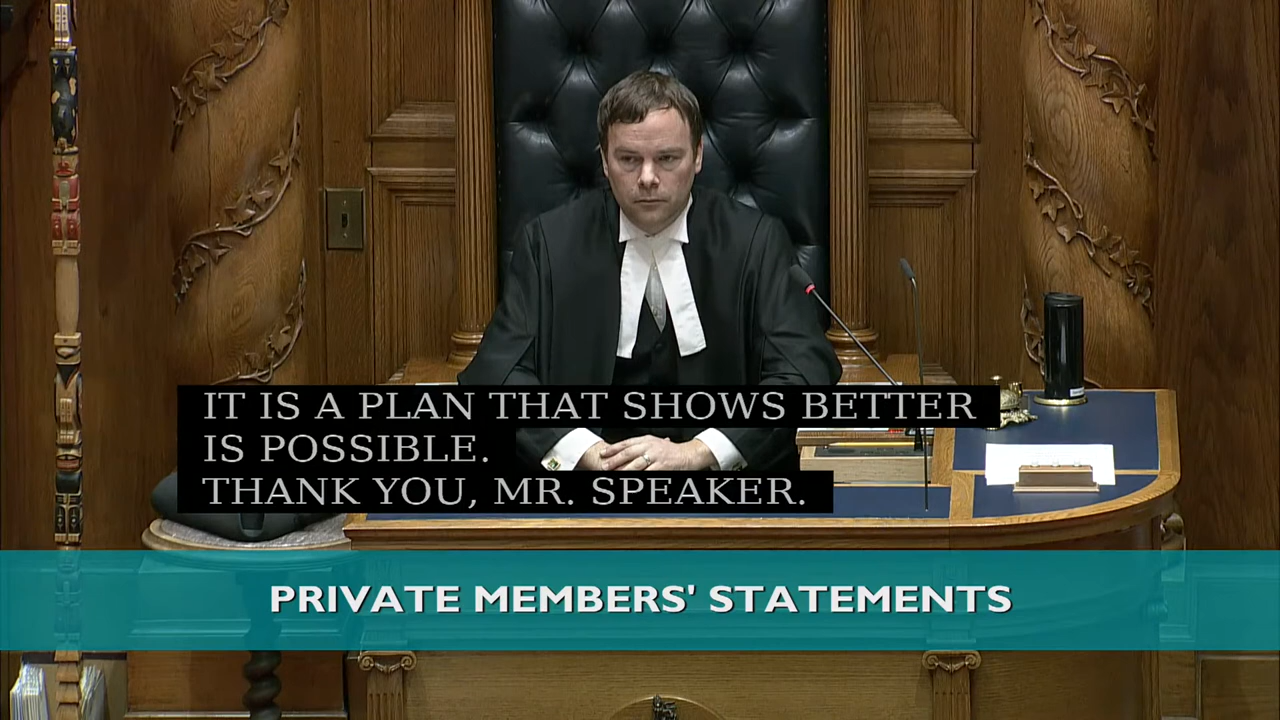 IT IS A PLAN THAT SHOWS BETTER
IS POSSIBLE.
THANK YOU, MR. SPEAKER.
PRIVATE MEMBERS' STATEMENTS